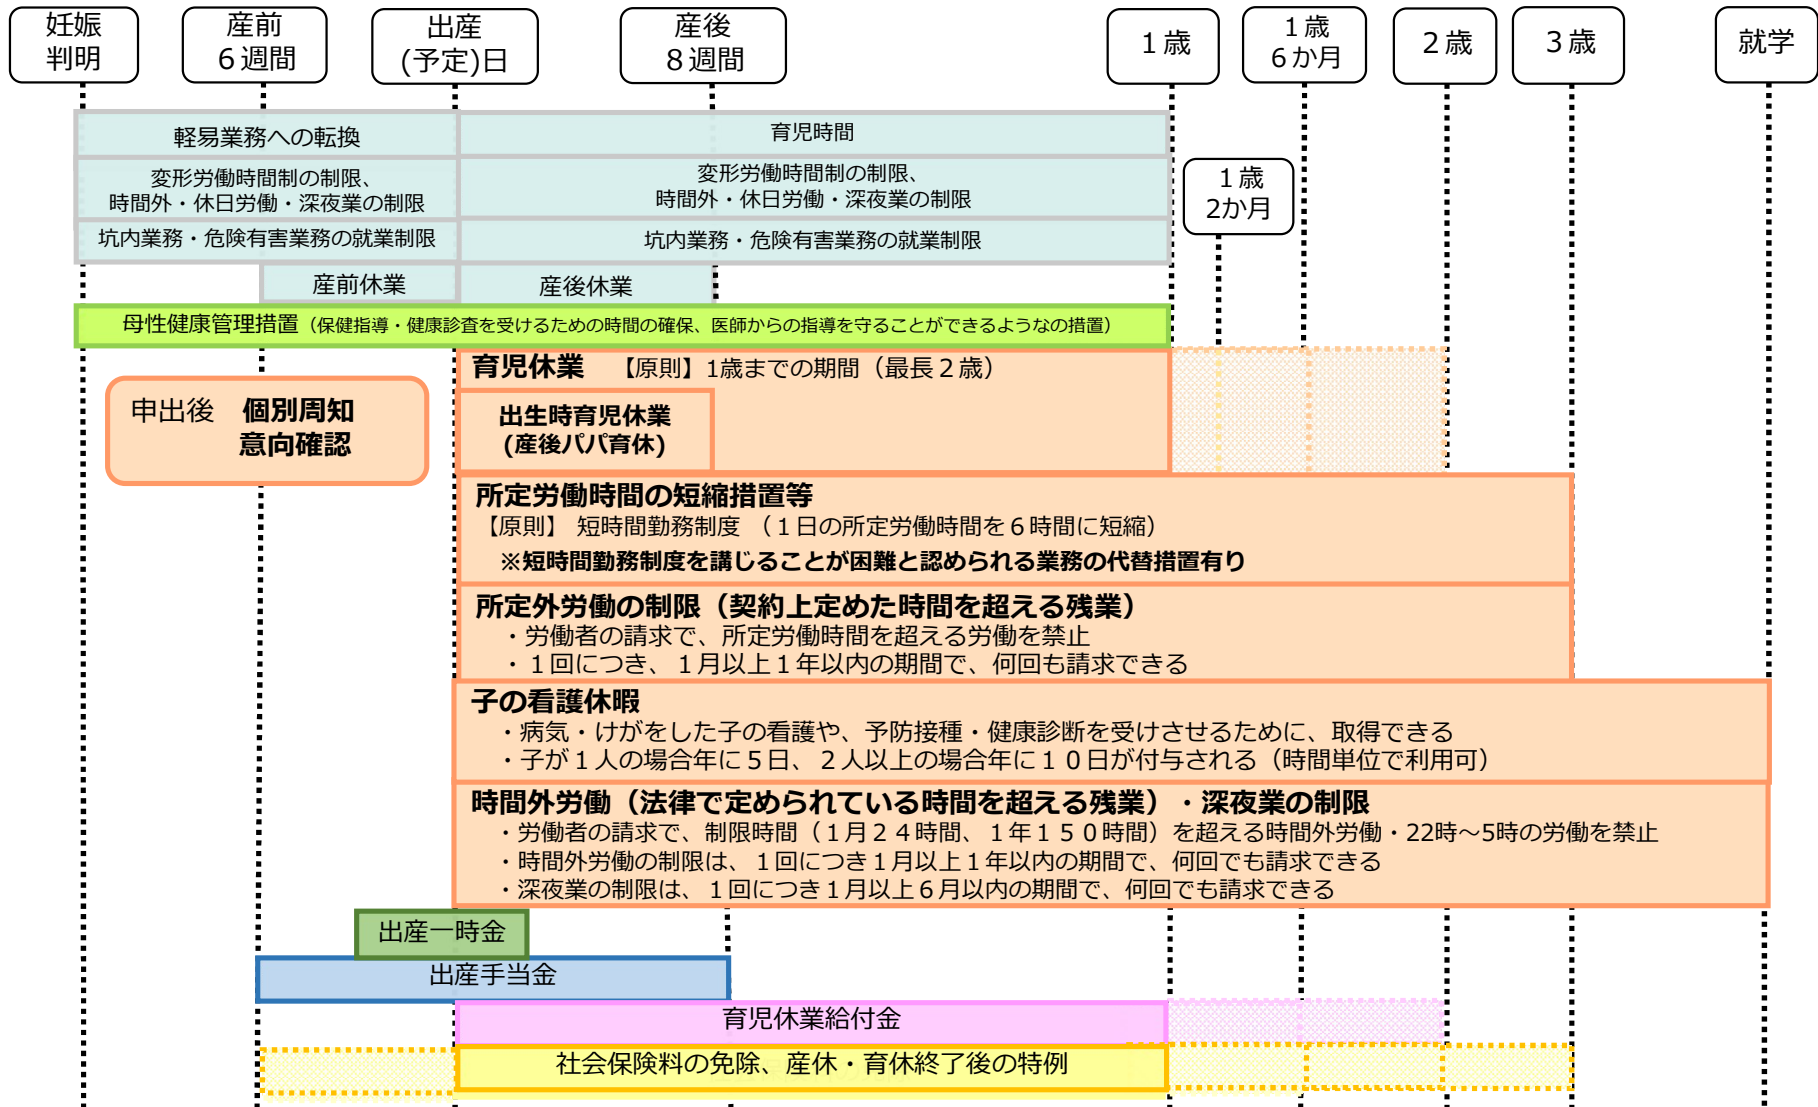 妊娠
判明
産前
６週間
出産
(予定)日
産後
８週間
１歳
１歳
６か月
２歳
３歳
就学
軽易業務への転換
育児時間
変形労働時間制の制限、
時間外・休日労働・深夜業の制限
変形労働時間制の制限、
時間外・休日労働・深夜業の制限
１歳
2か月
坑内業務・危険有害業務の就業制限
坑内業務・危険有害業務の就業制限
産前休業
産後休業
母性健康管理措置（保健指導・健康診査を受けるための時間の確保、医師からの指導を守ることができるようなの措置）
育児休業　【原則】1歳までの期間（最長２歳）
申出後　個別周知
意向確認
出生時育児休業
(産後パパ育休)
所定労働時間の短縮措置等
【原則】 短時間勤務制度 （１日の所定労働時間を６時間に短縮）
※短時間勤務制度を講じることが困難と認められる業務の代替措置有り
所定外労働の制限（契約上定めた時間を超える残業）
・労働者の請求で、所定労働時間を超える労働を禁止
・１回につき、１月以上１年以内の期間で、何回も請求できる
子の看護休暇
・病気・けがをした子の看護や、予防接種・健康診断を受けさせるために、取得できる
・子が１人の場合年に５日、２人以上の場合年に１０日が付与される（時間単位で利用可）
時間外労働（法律で定められている時間を超える残業）・深夜業の制限
・労働者の請求で、制限時間（１月２４時間、１年１５０時間）を超える時間外労働・22時～5時の労働を禁止
・時間外労働の制限は、１回につき１月以上１年以内の期間で、何回でも請求できる
・深夜業の制限は、１回につき１月以上６月以内の期間で、何回でも請求できる
出産一時金
出産手当金
育児休業給付金
社会保険料の免除、産休・育休終了後の特例